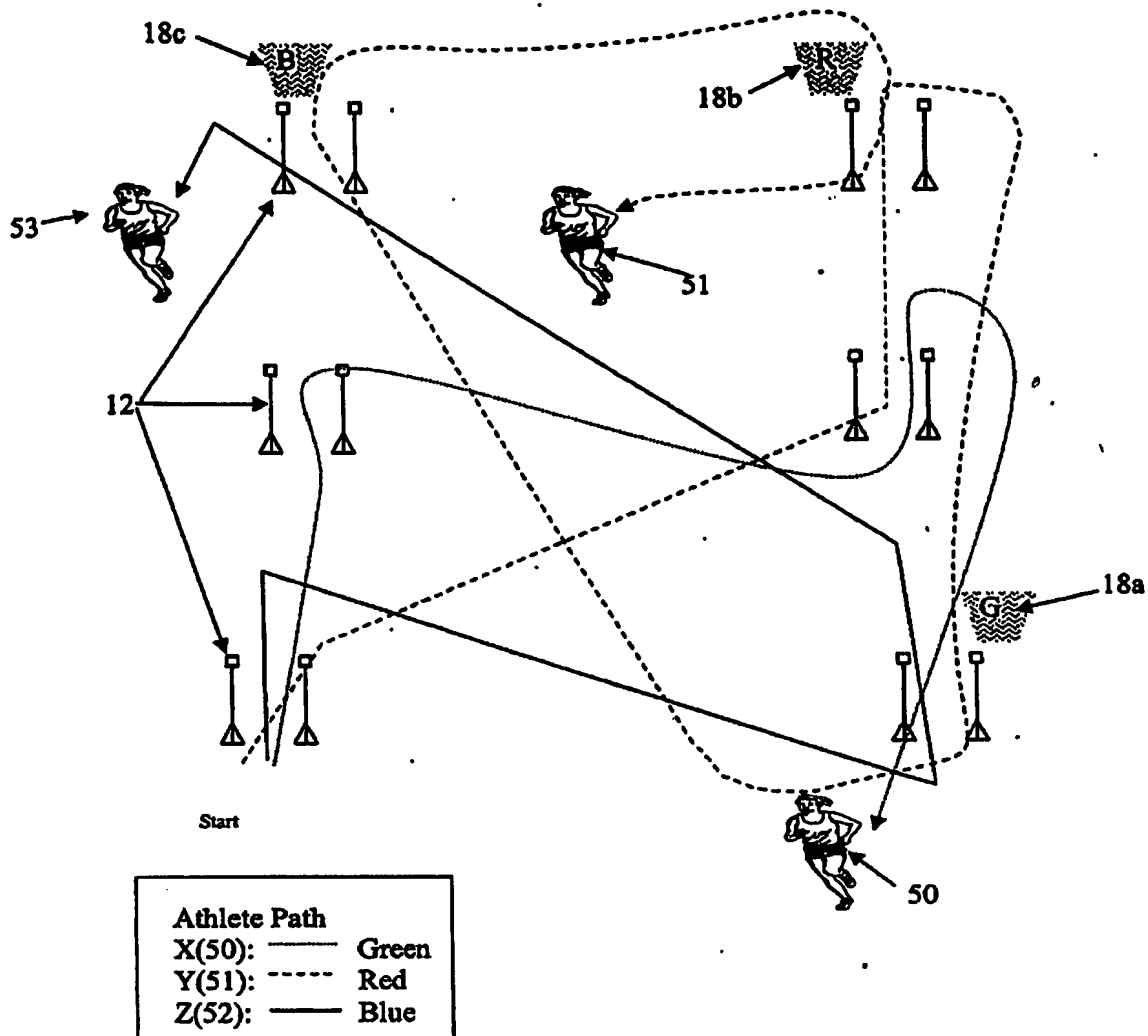 18c
B
R
18b
53
51
12
G
18a
Start
50
Athlete Path
X(50): Green
Y(51): Red
Z(52): Blue